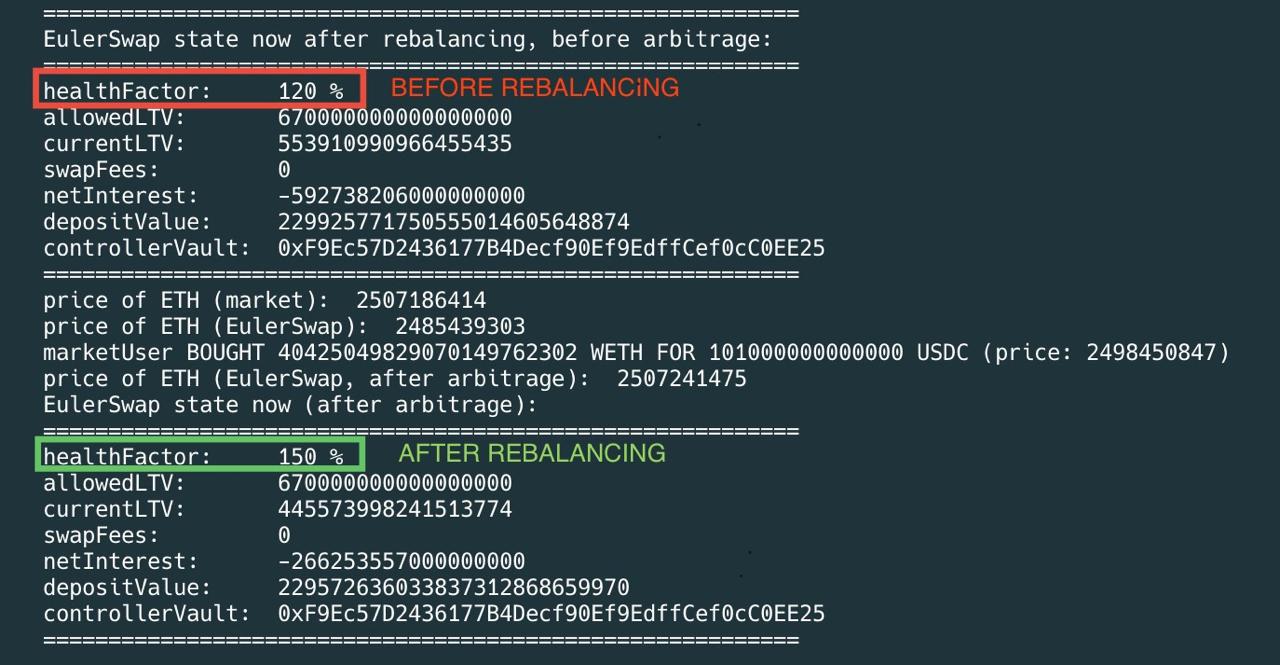 ==========================================================
EulerSwap state now after rebalancing, before arbitrage:
==========================================================
healthFactor: 120 % BEFORE REBALANCING
allowedLTV: 670000000000000000
currentLTV: 553910990966455435
swapFees: 0
netInterest: -592738206000000000
depositValue: 229925771750555014605648874
controllerVault: 0xF9Ec57D2436177B4Decf90Ef9EdffCef0cC0EE25
==========================================================
price of ETH (market): 2507186414
price of ETH (EulerSwap): 2485439303
marketUser BOUGHT 40425049829070149762302 WETH FOR 101000000000000 USDC (price: 2498450847)
price of ETH (EulerSwap, after arbitrage): 2507241475
EulerSwap state now (after arbitrage):
==========================================================
healthFactor: 150 % AFTER REBALANCING
allowedLTV: 670000000000000000
currentLTV: 445573998241513774
swapFees: 0
netInterest: -266253557000000000
depositValue: 229572636033837312868659970
controllerVault: 0xF9Ec57D2436177B4Decf90Ef9EdffCef0cC0EE25
==========================================================